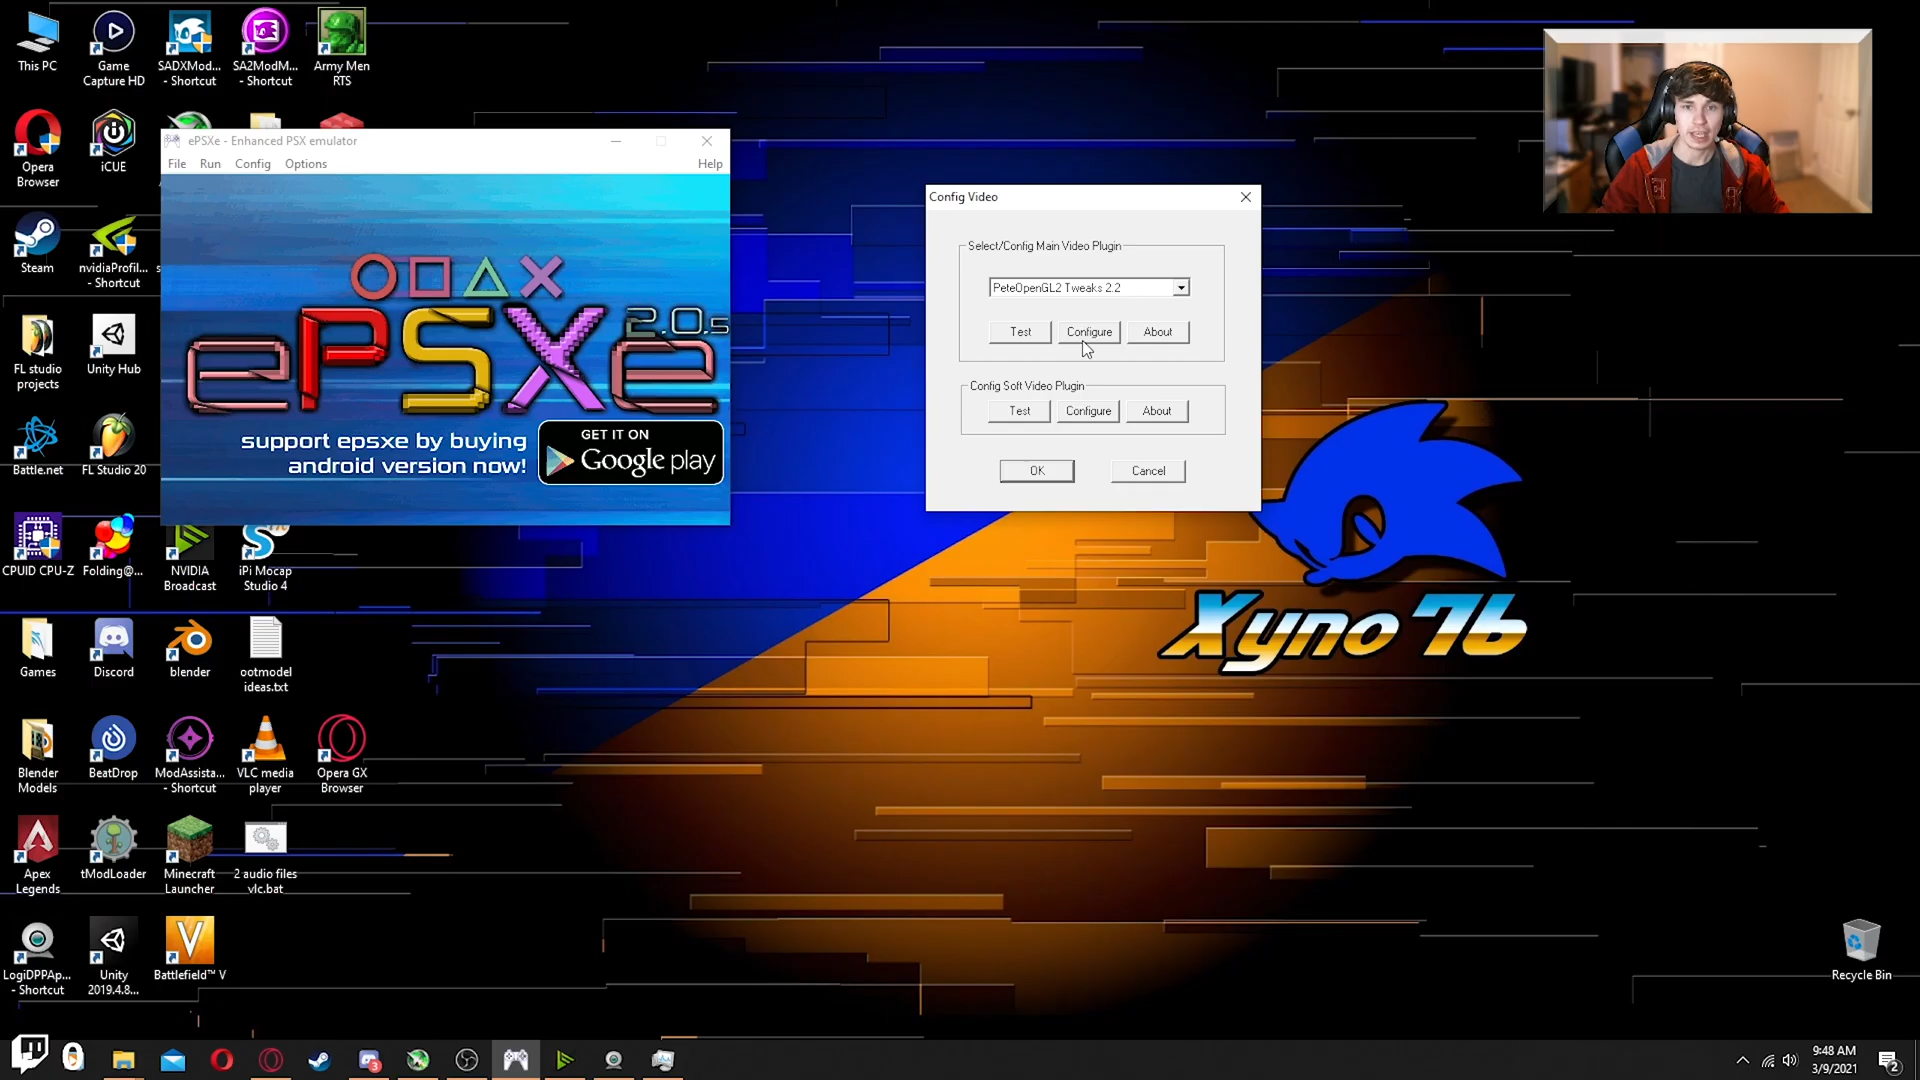 This PC
Game
Capture HD
SADXMod...
- Shortcut
SA2ModM...
- Shortcut
Army Men
RTS
Opera
Browser
iCUE
Steam
nvidiaProfil...
- Shortcut
FL studio
projects
Unity Hub
Battle.net
FL Studio 20
CPUID CPU-Z
Folding@...
NVIDIA
Broadcast
iPi Mocap
Studio 4
Games
Discord
blender
ootmodel
ideas.txt
Blender
Models
BeatDrop
ModAssista...
- Shortcut
VLC media
player
Opera GX
Browser
Apex
Legends
tModLoader
Minecraft
Launcher
2 audio files
vlc.bat
LogiDPPAp...
- Shortcut
Unity
2019.4.8...
Battlefield™ V
ePSXe - Enhanced PSX emulator
File Run Config Options Help
ePSXe 2.0.5
support epsxe by buying
android version now!
GET IT ON
Google play
Config Video
Select/Config Main Video Plugin
PeteOpenGL2 Tweaks 2.2
Test Configure About
Config Soft Video Plugin
Test Configure About
OK Cancel
Xyno 76
Recycle Bin
3
9:48 AM
3/9/2021
2